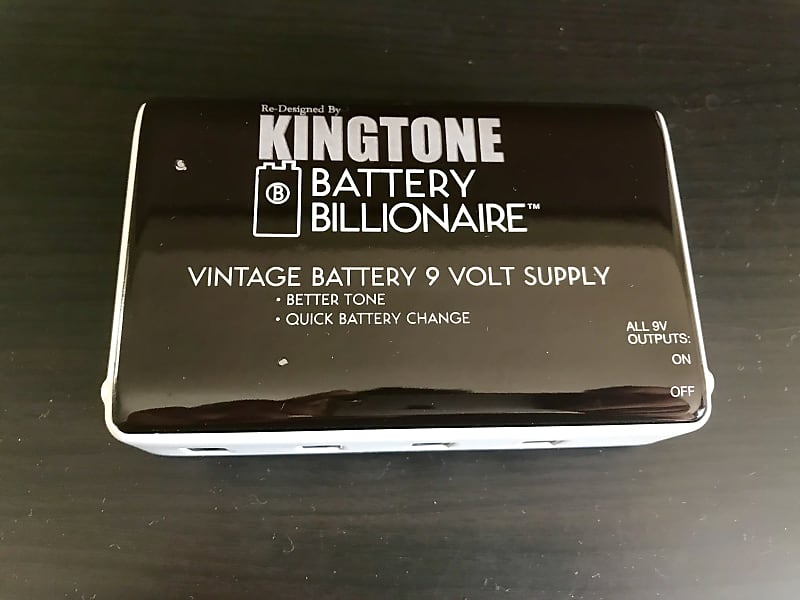 Re-Designed By
KINGTONE
B BATTERY
BILLIONAIRE™
VINTAGE BATTERY 9 VOLT SUPPLY
• BETTER TONE
• QUICK BATTERY CHANGE
ALL 9V
OUTPUTS:
ON
OFF